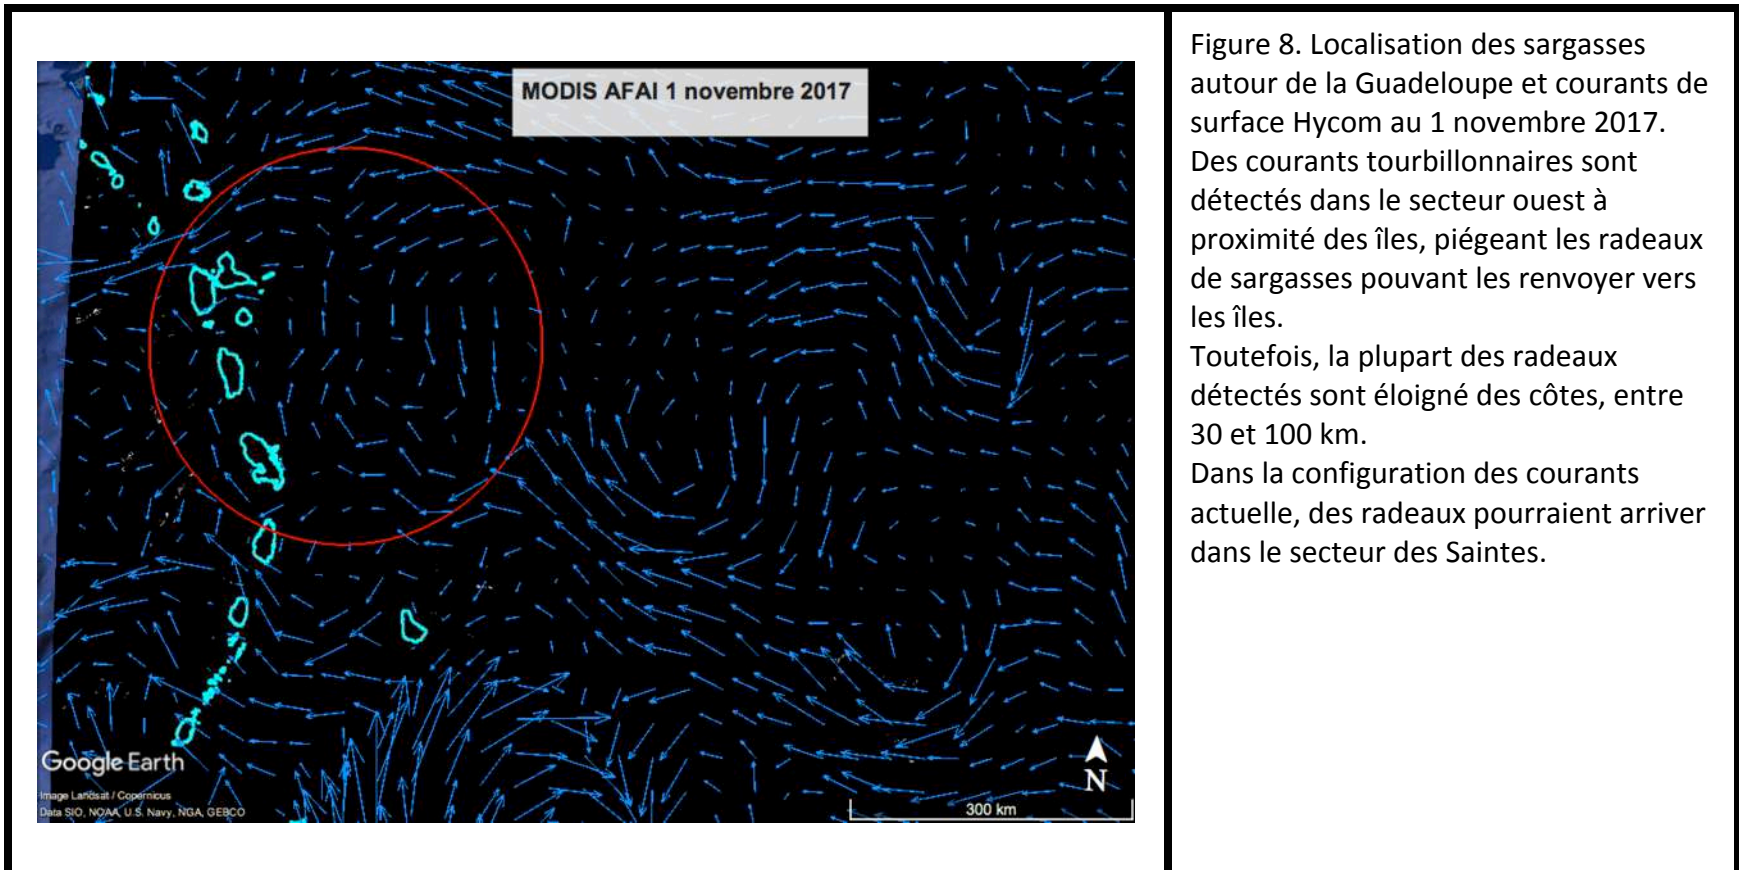 MODIS AFAI 1 novembre 2017
Google Earth
Image Landsat / Copernicus
Data SIO, NOAA, U.S. Navy, NGA, GEBCO
N
300 km
Figure 8. Localisation des sargasses
autour de la Guadeloupe et courants de
surface Hycom au 1 novembre 2017.
Des courants tourbillonnaires sont
détectés dans le secteur ouest à
proximité des îles, piégeant les radeaux
de sargasses pouvant les renvoyer vers
les îles.
Toutefois, la plupart des radeaux
détectés sont éloigné des côtes, entre
30 et 100 km.
Dans la configuration des courants
actuelle, des radeaux pourraient arriver
dans le secteur des Saintes.